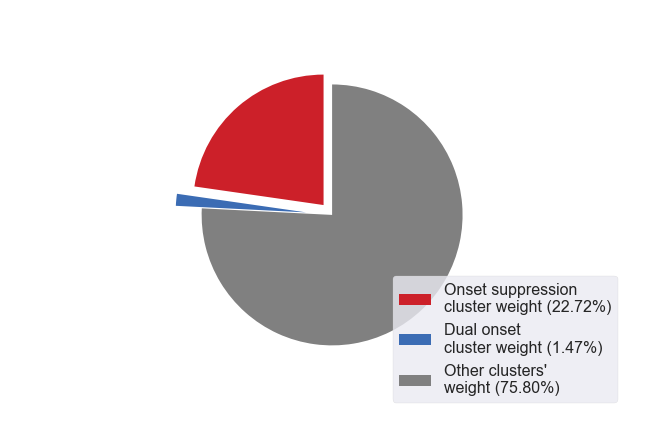 Onset suppression
cluster weight (22.72%)
Dual onset
cluster weight (1.47%)
Other clusters'
weight (75.80%)